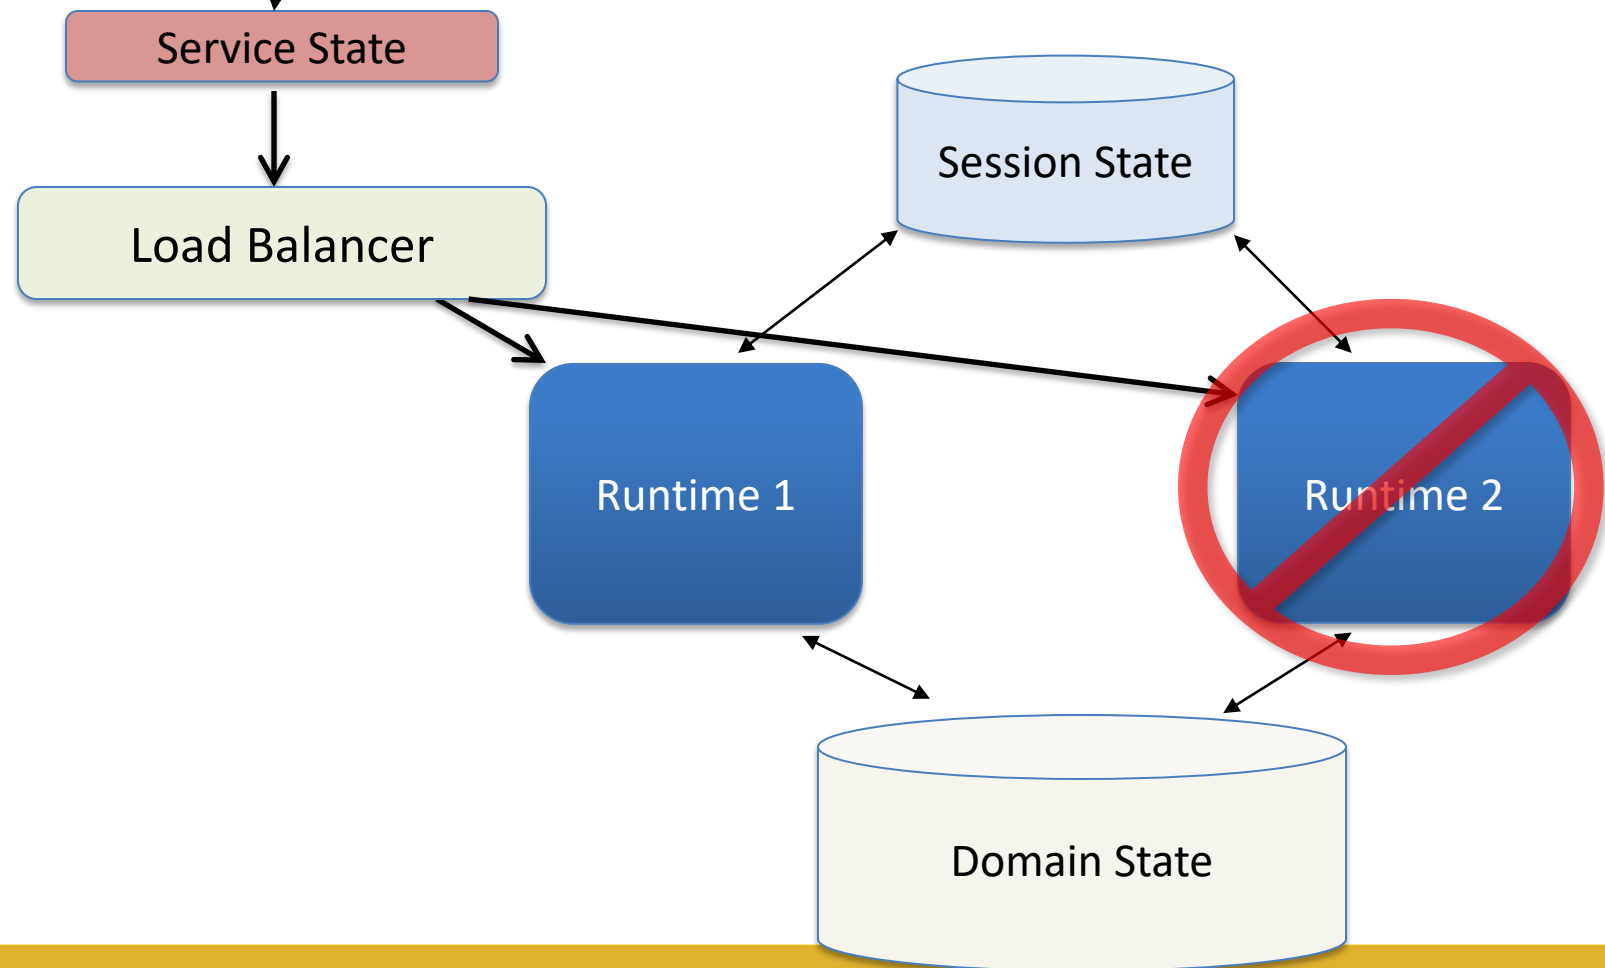 Service State
Session State
Load Balancer
Runtime 1
Runtime 2
Domain State